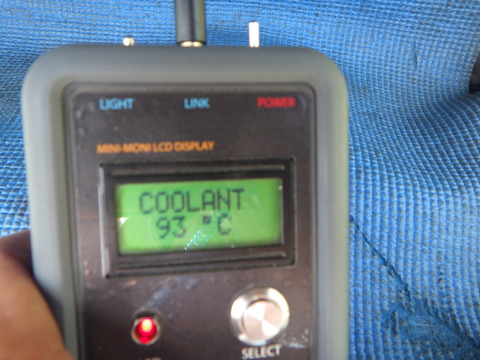 LIGHT LINK POWER
MINI-MONI LCD DISPLAY
COOLANT
93 °C
SELECT